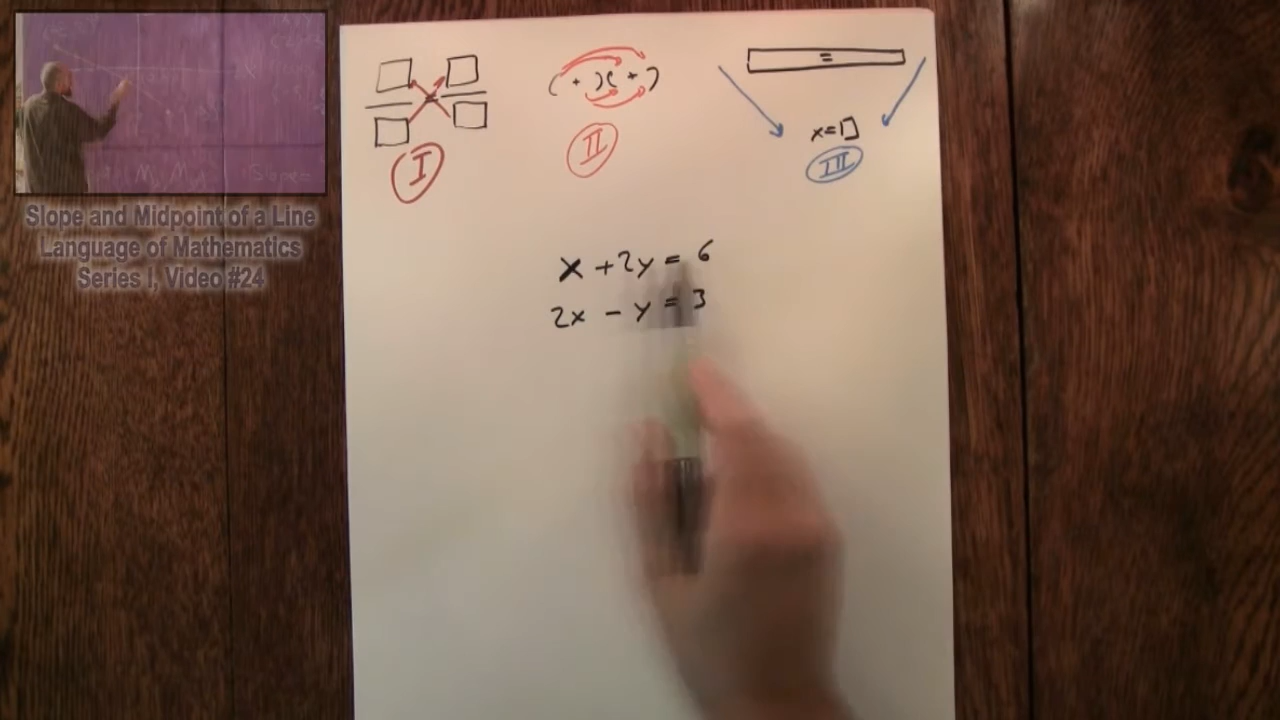 Slope and Midpoint of a Line
Language of Mathematics
Series I, Video #24
=
( + )( + )
=
x = □
I
II
III
x + 2y = 6
2x - y = 3